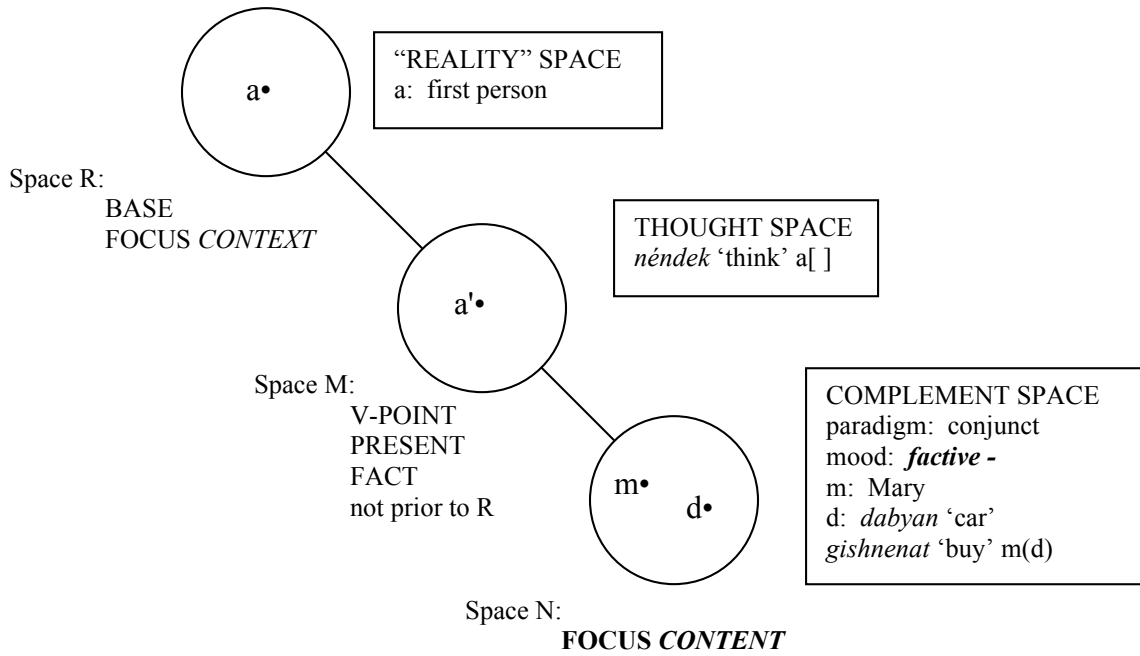 “REALITY” SPACE
a: first person
a•
Space R:
BASE
FOCUS CONTEXT
THOUGHT SPACE
néndek ‘think’ a[ ]
a'•
Space M:
V-POINT
PRESENT
FACT
not prior to R
COMPLEMENT SPACE
paradigm: conjunct
mood: factive -
m: Mary
d: dabyan ‘car’
gishnenat ‘buy’ m(d)
m•
d•
Space N:
FOCUS CONTENT